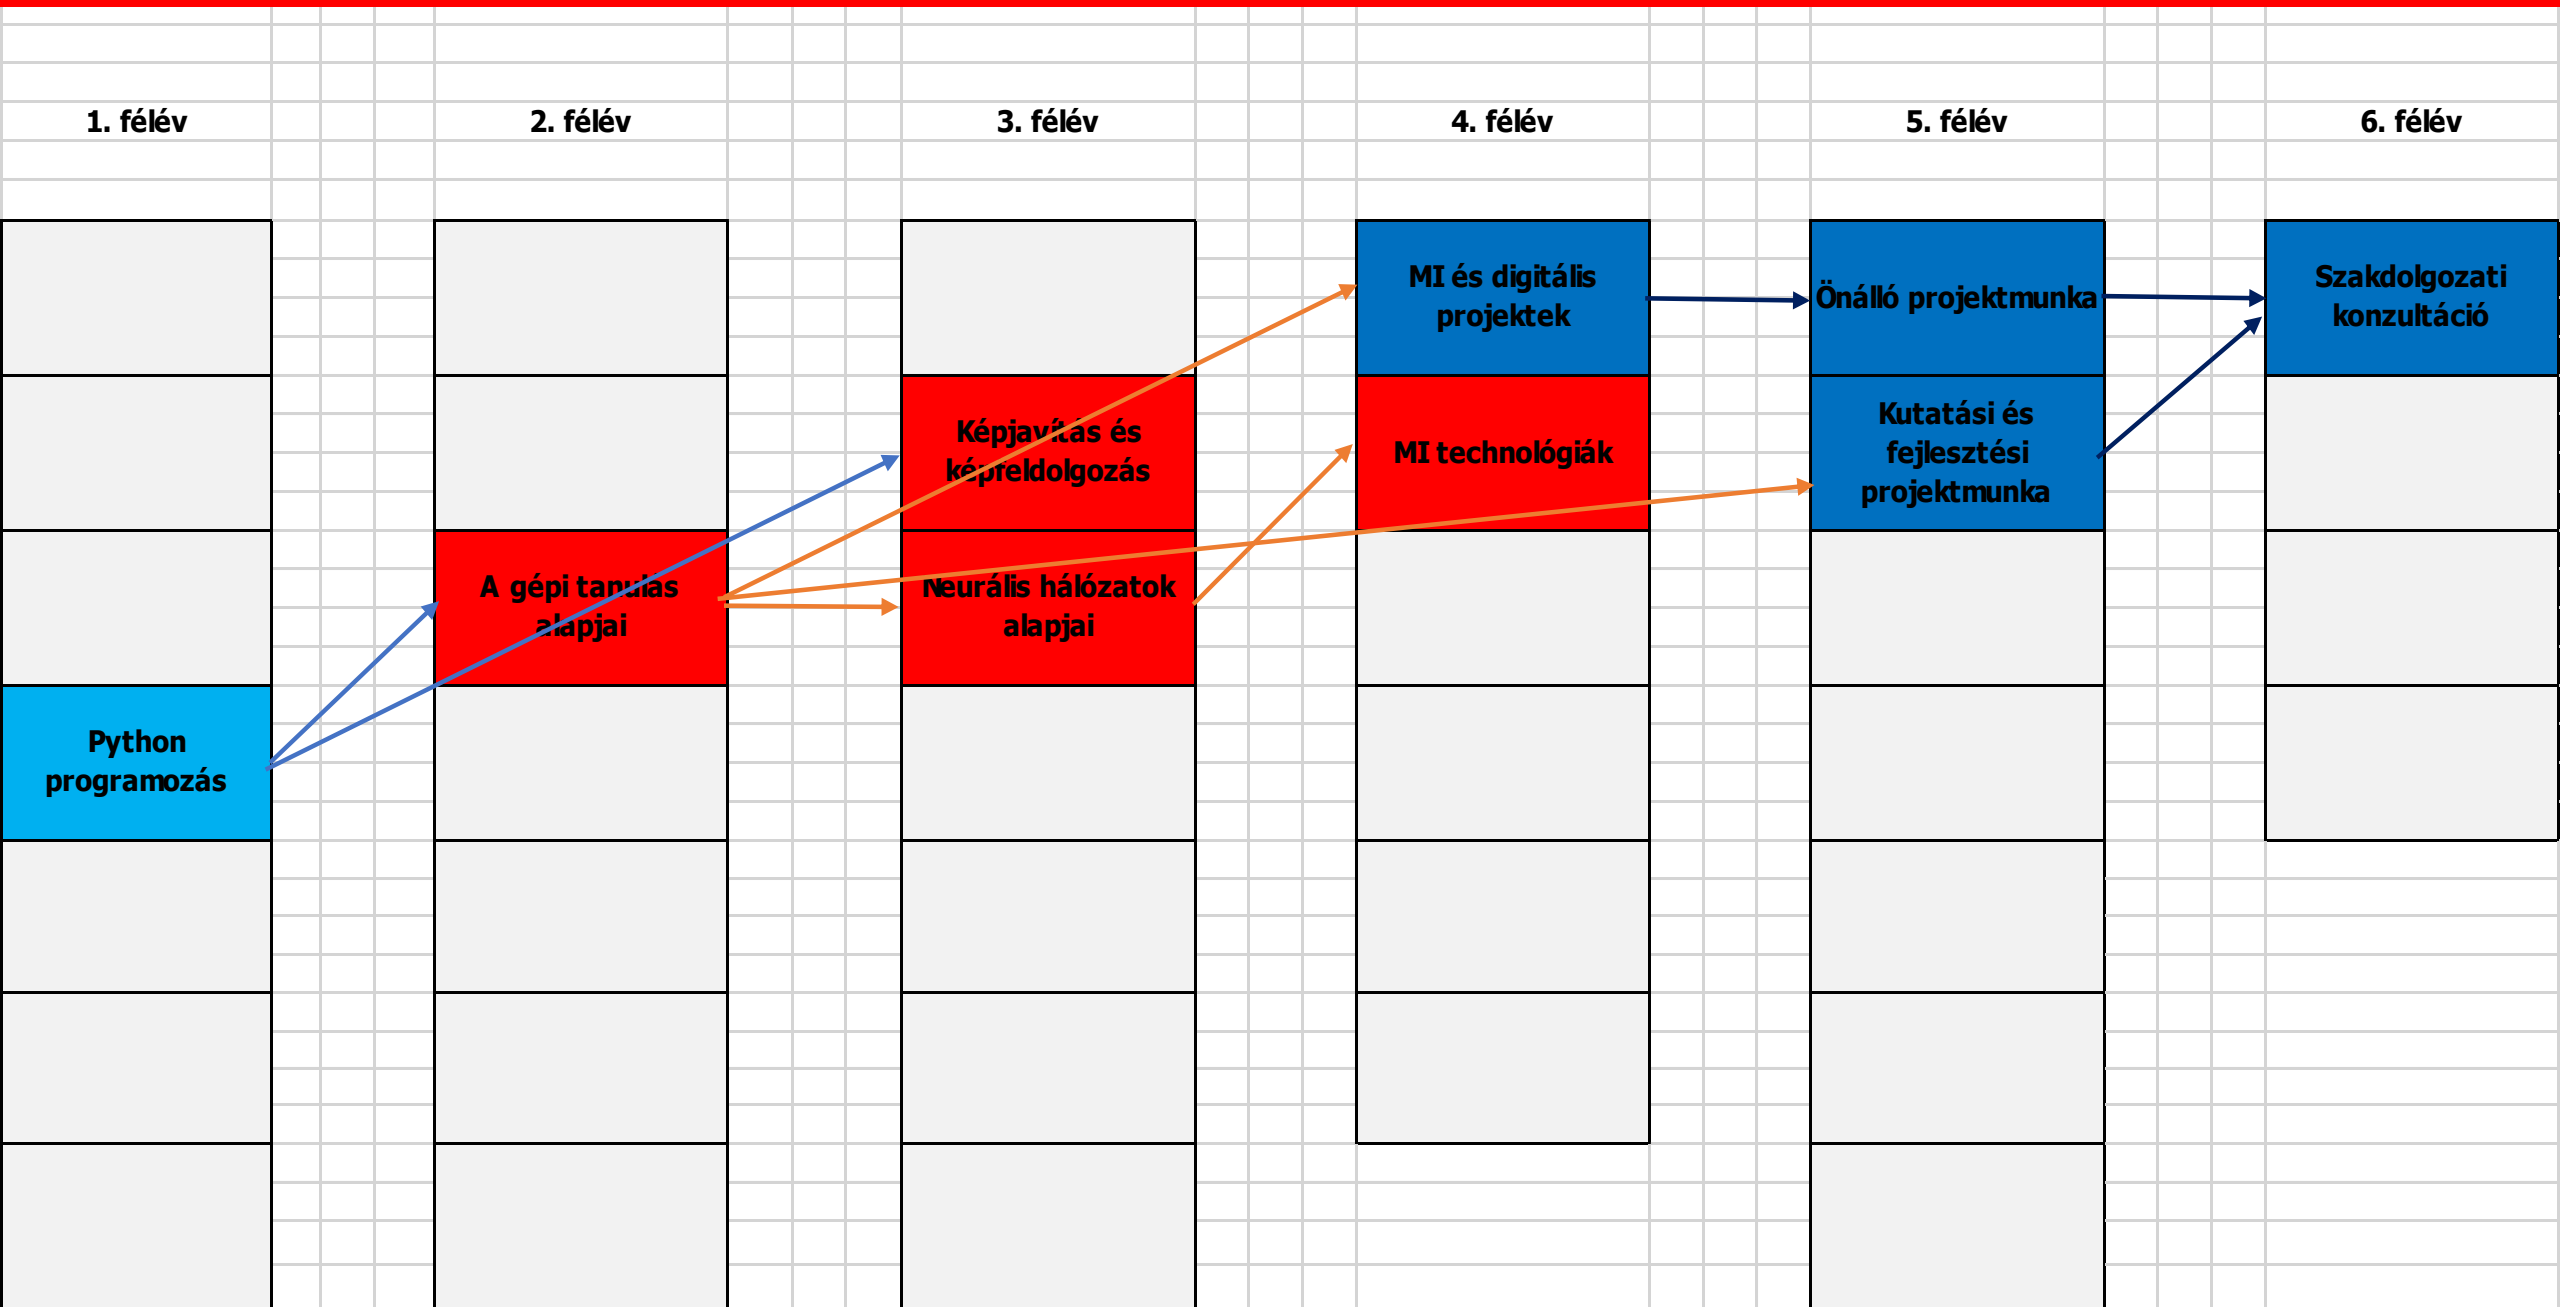 1. félév
2. félév
3. félév
4. félév
5. félév
6. félév
MI és digitális
projektek
Önálló projektmunka
Szakdolgozati
konzultáció
Képjavítás és
képfeldolgozás
MI technológiák
Kutatási és
fejlesztési
projektmunka
A gépi tanulás
alapjai
Neurális hálózatok
alapjai
Python
programozás